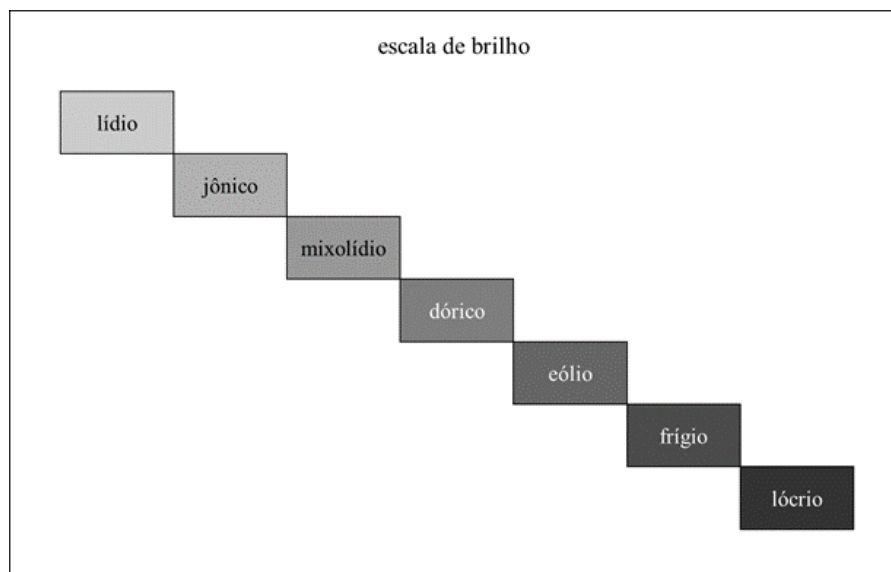 escala de brilho
lídio
jônico
mixolídio
dórico
eólio
frígio
lócrio